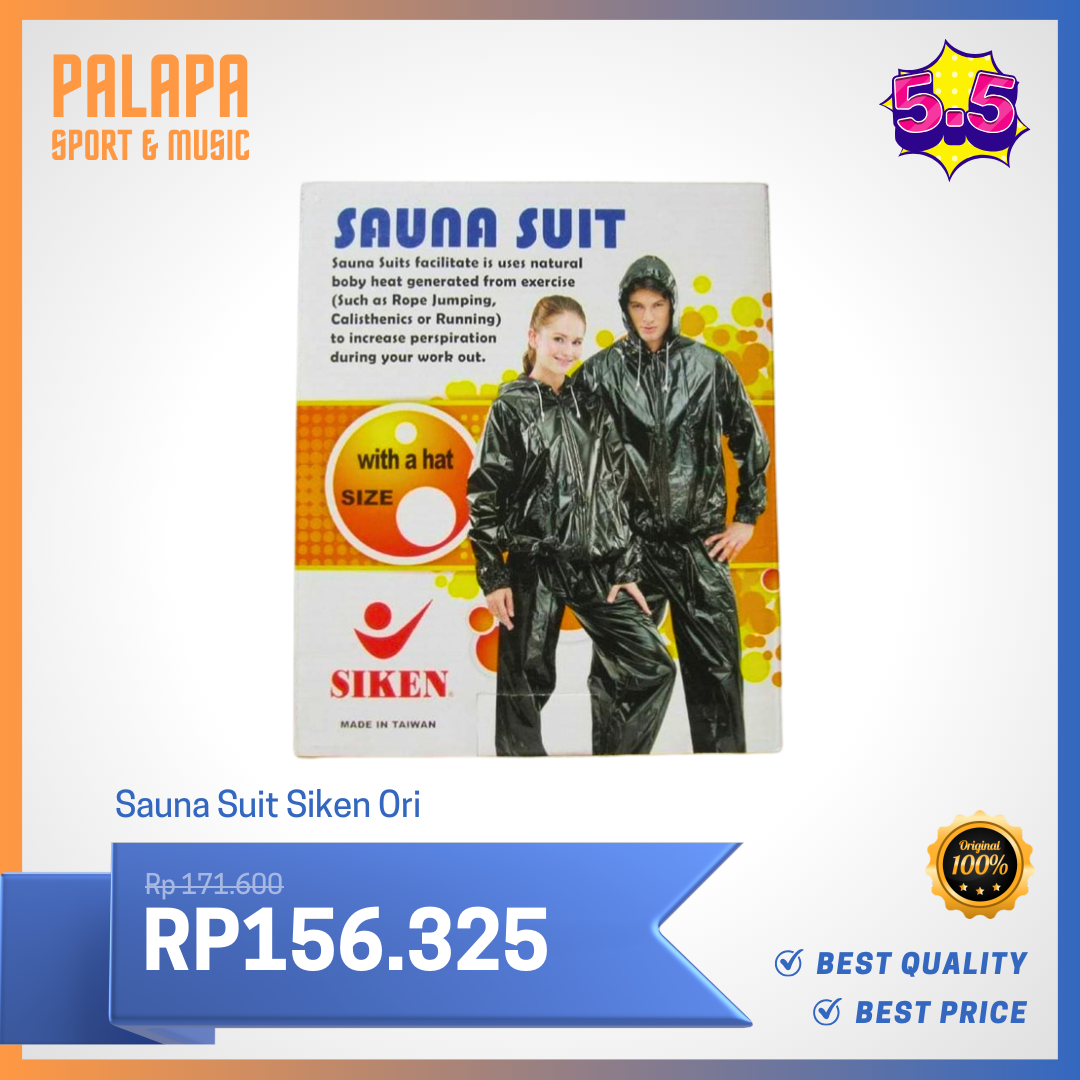 PALAPA
SPORT & MUSIC
5.5
SAUNA SUIT
Sauna Suits facilitate is uses natural
boby heat generated from exercise
(Such as Rope Jumping,
Calisthenics or Running)
to increase perspiration
during your work out.
with a hat
SIZE
SIKEN®
MADE IN TAIWAN
Sauna Suit Siken Ori
Rp 171.600
RP156.325
Original
100%
BEST QUALITY
BEST PRICE